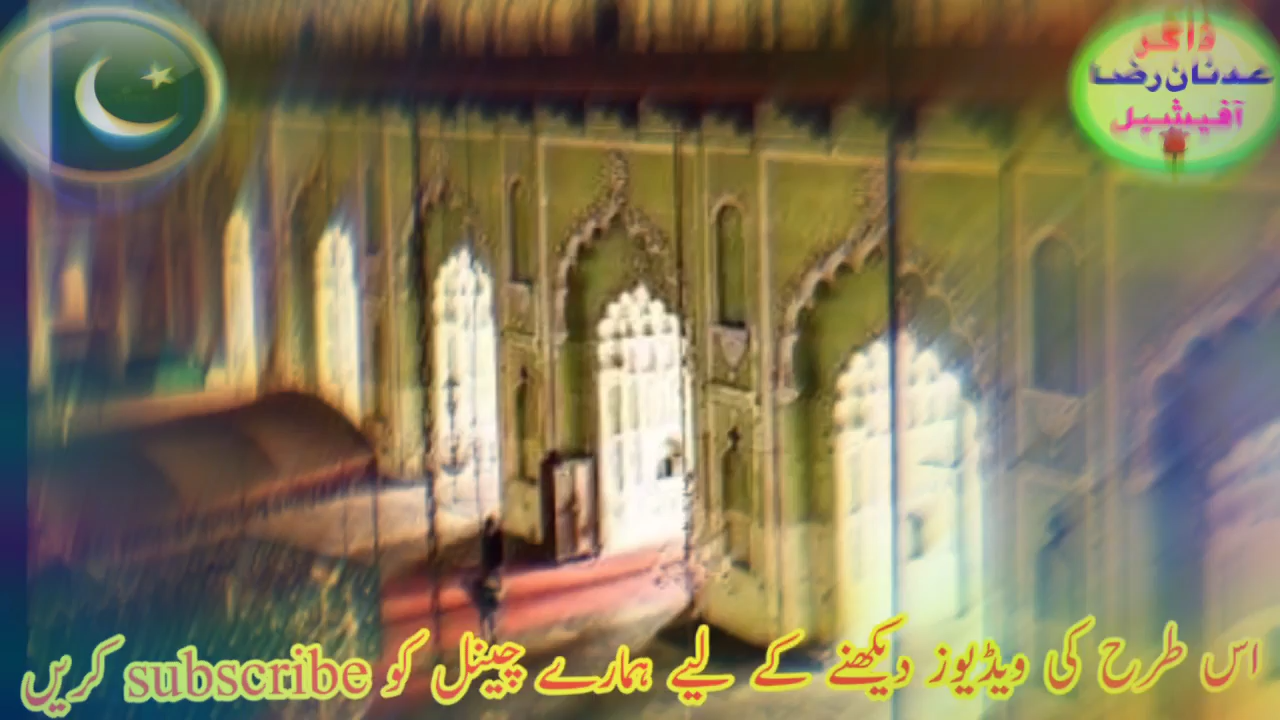 ذاکر
عدنان رضا
آفیشیل
اس طرح کی ویڈیوز دیکھنے کے لیے ہمارے چینل کو subscribe کریں